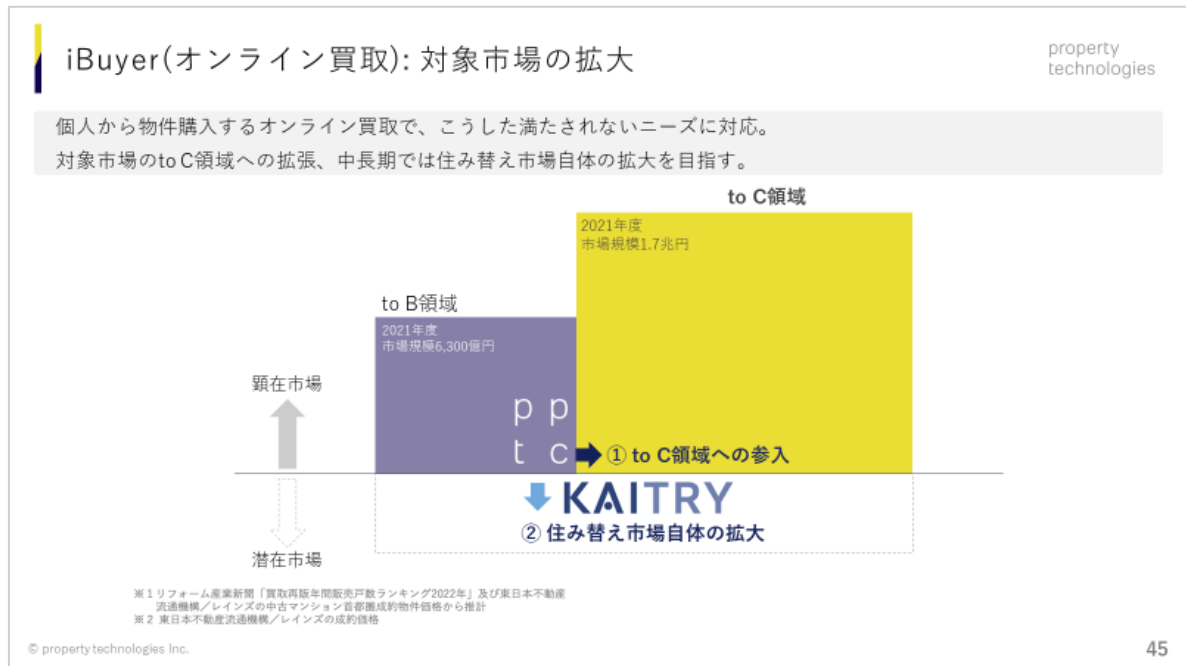 iBuyer(オンライン買取): 対象市場の拡大
property
technologies
個人から物件購入するオンライン買取で、こうした満たされないニーズに対応。
対象市場のto C領域への拡張、中長期では住み替え市場自体の拡大を目指す。
to C領域
2021年度
市場規模1.7兆円
to B領域
2021年度
市場規模6,300億円
顕在市場
p p
t c
① to C領域への参入
KAITRY
② 住み替え市場自体の拡大
潜在市場
※1 リフォーム産業新聞「買取再販年間販売戸数ランキング2022年」及び東日本不動産
流通機構/レインズの中古マンション首都圏成約物件価格から推計
※2 東日本不動産流通機構/レインズの成約価格
© property technologies Inc.
45